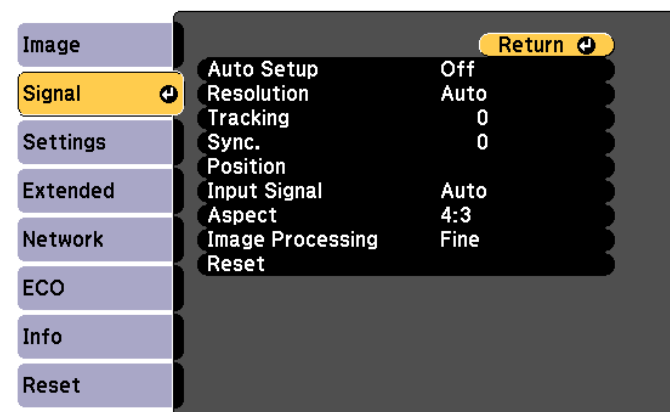 Image
Signal
Settings
Extended
Network
ECO
Info
Reset
Return
Auto Setup Off
Resolution Auto
Tracking 0
Sync. 0
Position
Input Signal Auto
Aspect 4:3
Image Processing Fine
Reset